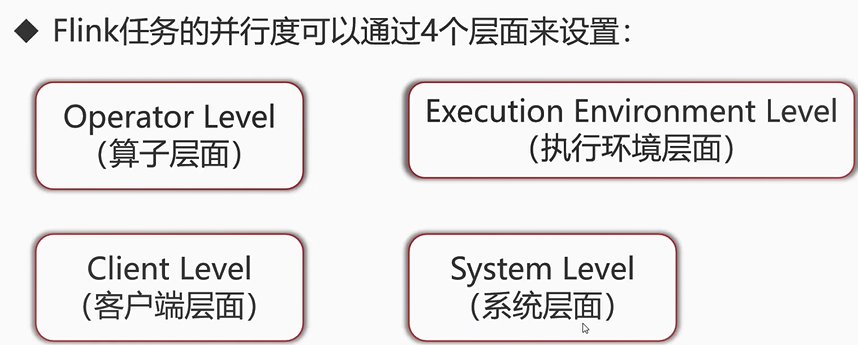 ◆ Flink任务的并行度可以通过4个层面来设置：
Operator Level
（算子层面）
Execution Environment Level
（执行环境层面）
Client Level
（客户端层面）
System Level
（系统层面）